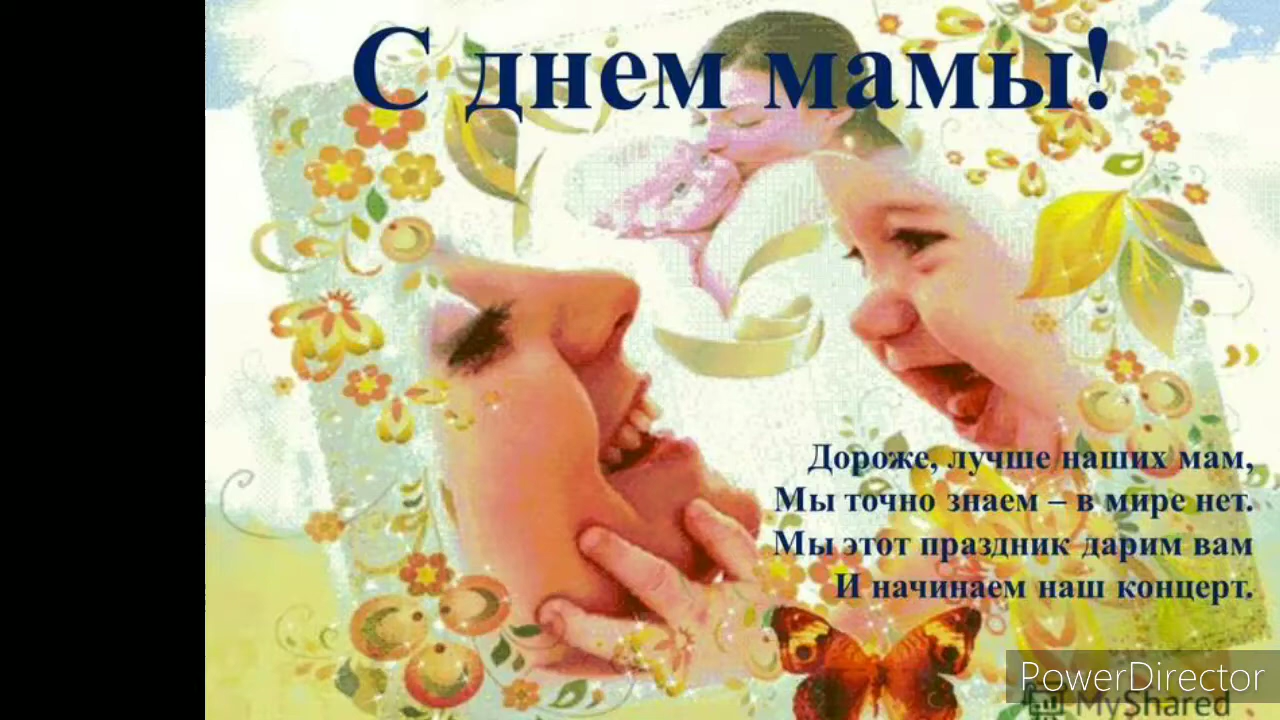 С днем мамы!
Дороже, лучше наших мам,
Мы точно знаем – в мире нет.
Мы этот праздник дарим вам
И начинаем наш концерт.
PowerDirector
MyShared